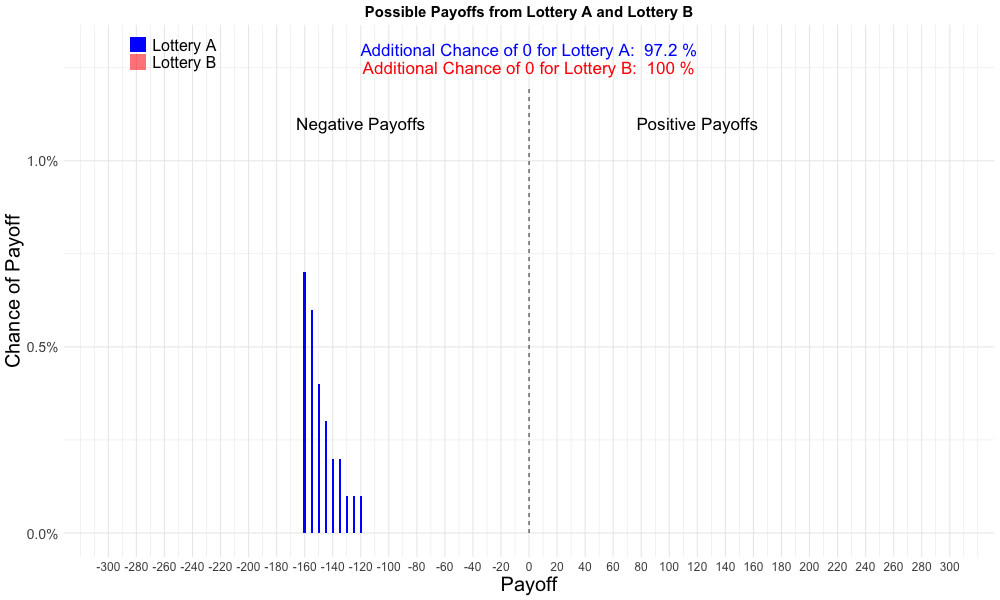 Possible Payoffs from Lottery A and Lottery B
Lottery A
Lottery B
Additional Chance of 0 for Lottery A:  97.2 %
Additional Chance of 0 for Lottery B:  100 %
Negative Payoffs
Positive Payoffs
Chance of Payoff
1.0%
0.5%
0.0%
-300 -280 -260 -240 -220 -200 -180 -160 -140 -120 -100 -80 -60 -40 -20 0 20 40 60 80 100 120 140 160 180 200 220 240 260 280 300
Payoff